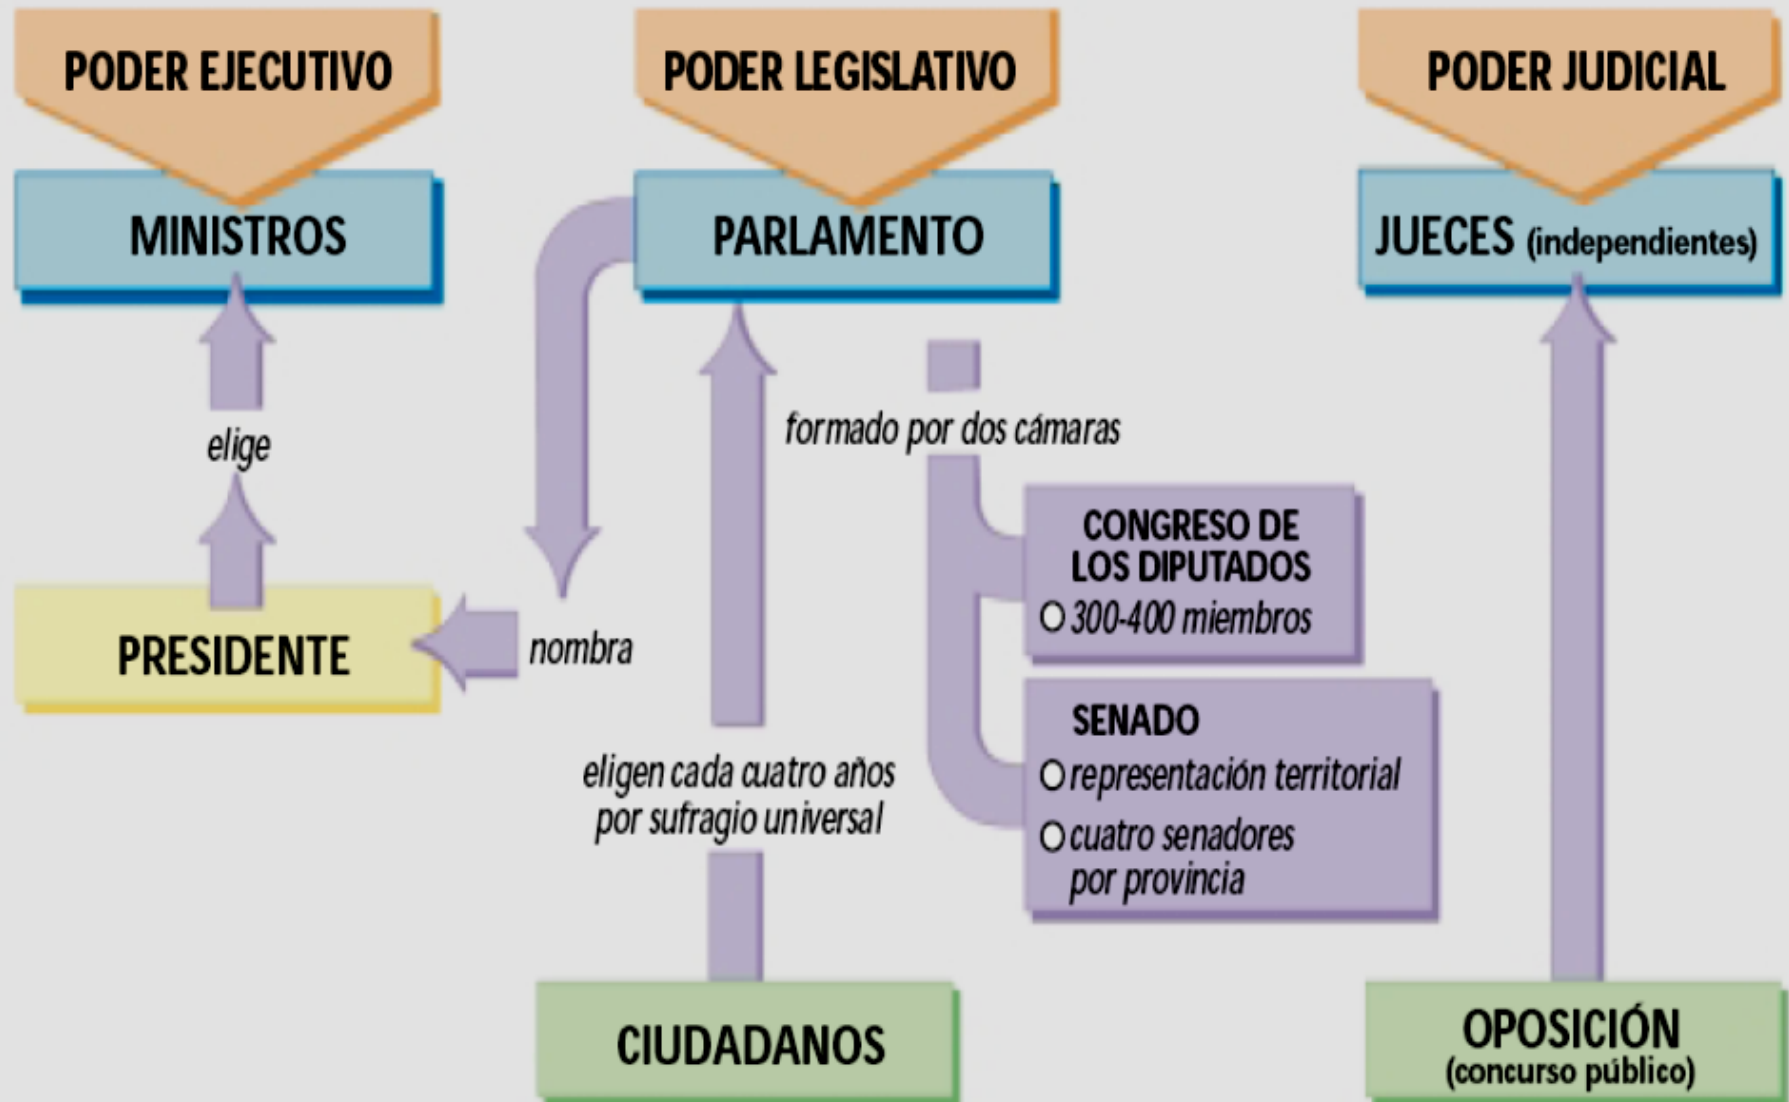 PODER EJECUTIVO
PODER LEGISLATIVO
PODER JUDICIAL
MINISTROS
PARLAMENTO
JUECES (independientes)
elige
formado por dos cámaras
CONGRESO DE
LOS DIPUTADOS
300-400 miembros
PRESIDENTE
nombra
SENADO
representación territorial
cuatro senadores
por provincia
eligen cada cuatro años
por sufragio universal
CIUDADANOS
OPOSICIÓN
(concurso público)